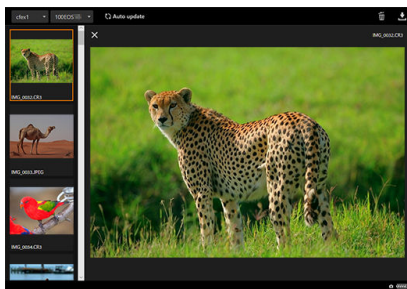 cfex1
100EOS
Auto update
IMG_0032.CR3
IMG_0032.CR3
IMG_0033.JPEG
IMG_0034.CR3